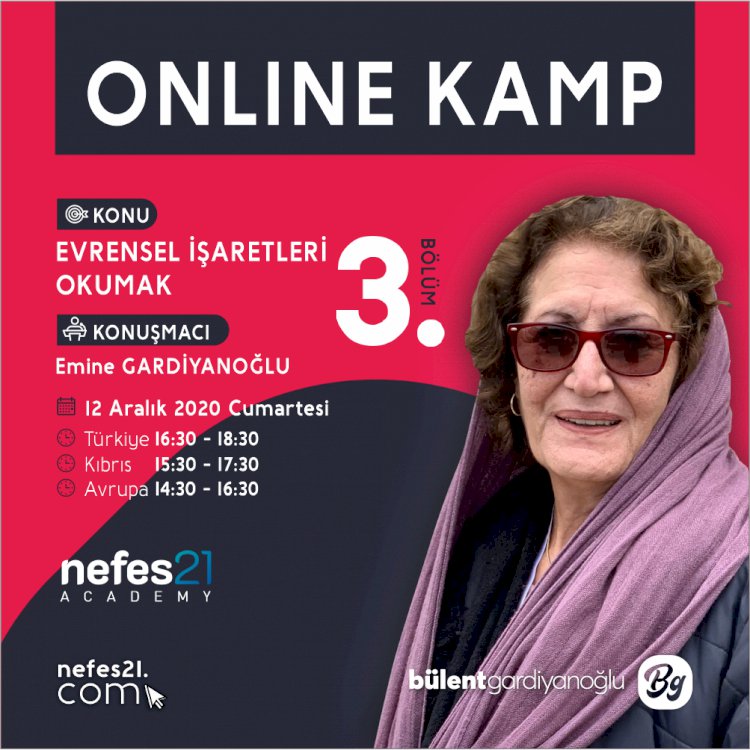 ONLINE KAMP
KONU
EVRENSEL İŞARETLERİ
OKUMAK
3.
BÖLÜM
KONUŞMACI
Emine GARDİYANOĞLU
12 Aralık 2020 Cumartesi
Türkiye 16:30 - 18:30
Kıbrıs 15:30 - 17:30
Avrupa 14:30 - 16:30
nefes21
ACADEMY
nefes21.
com
bülentgardiyanoğlu
Bg